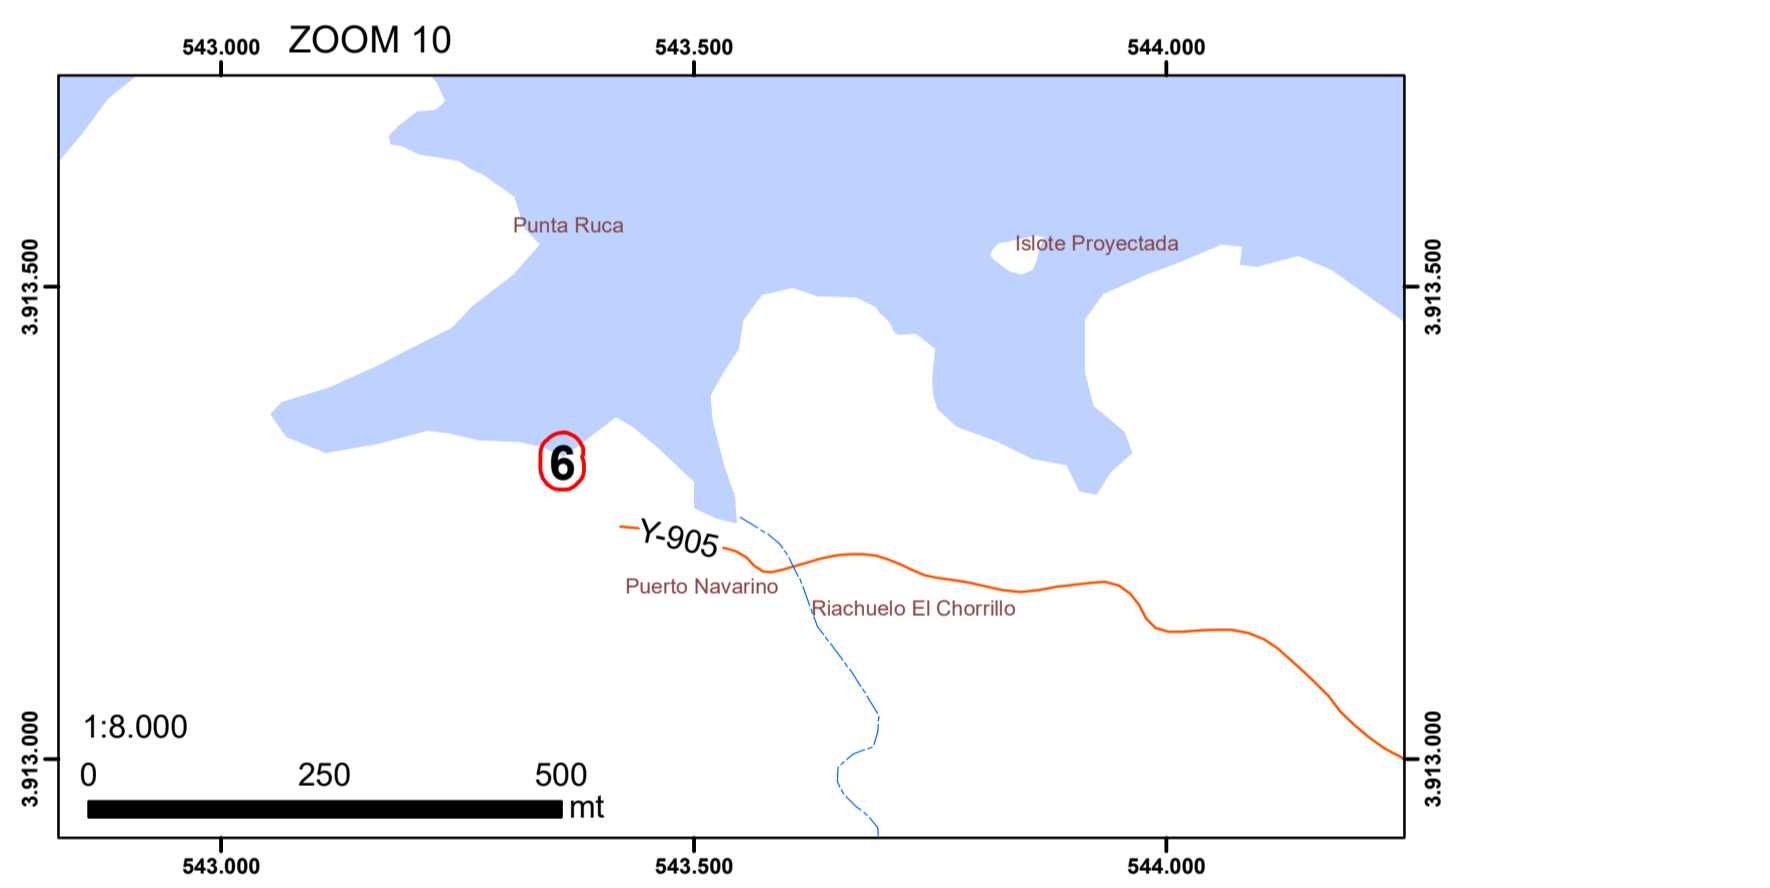 ZOOM 10
543.000
543.500
544.000
Punta Ruca
Islote Proyectada
3.913.500
3.913.500
6
Y-905
Puerto Navarino
Riachuelo El Chorrillo
1:8.000
3.913.000
3.913.000
0 250 500
mt
543.000
543.500
544.000